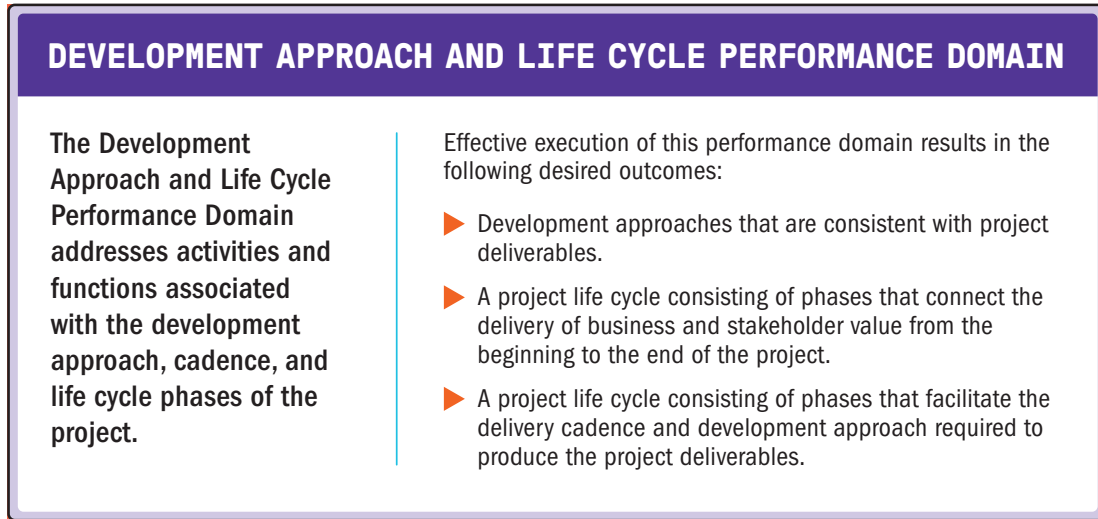 DEVELOPMENT APPROACH AND LIFE CYCLE PERFORMANCE DOMAIN
The Development
Approach and Life Cycle
Performance Domain
addresses activities and
functions associated
with the development
approach, cadence, and
life cycle phases of the
project.
Effective execution of this performance domain results in the
following desired outcomes:
Development approaches that are consistent with project
deliverables.
A project life cycle consisting of phases that connect the
delivery of business and stakeholder value from the
beginning to the end of the project.
A project life cycle consisting of phases that facilitate the
delivery cadence and development approach required to
produce the project deliverables.